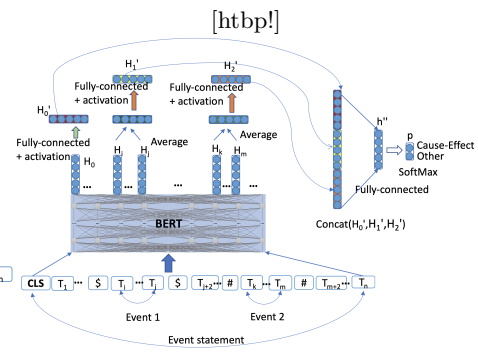 [htbp!]
H₁'
H₂'
Fully-connected
+ activation
Fully-connected
+ activation
H₀'
h''
p
Fully-connected
+ activation
Average
Average
Cause-Effect
Other
SoftMax
H₀
Hᵢ
Hⱼ
Hₖ
Hₘ
Fully-connected
... ... ... ...
BERT
Concat(H₀',H₁',H₂')
n
CLS T₁ ... $ Tᵢ ... Tⱼ $ Tⱼ₊₂ ... # Tₖ ... Tₘ # Tₘ₊₂ ... Tₙ
Event 1
Event 2
Event statement